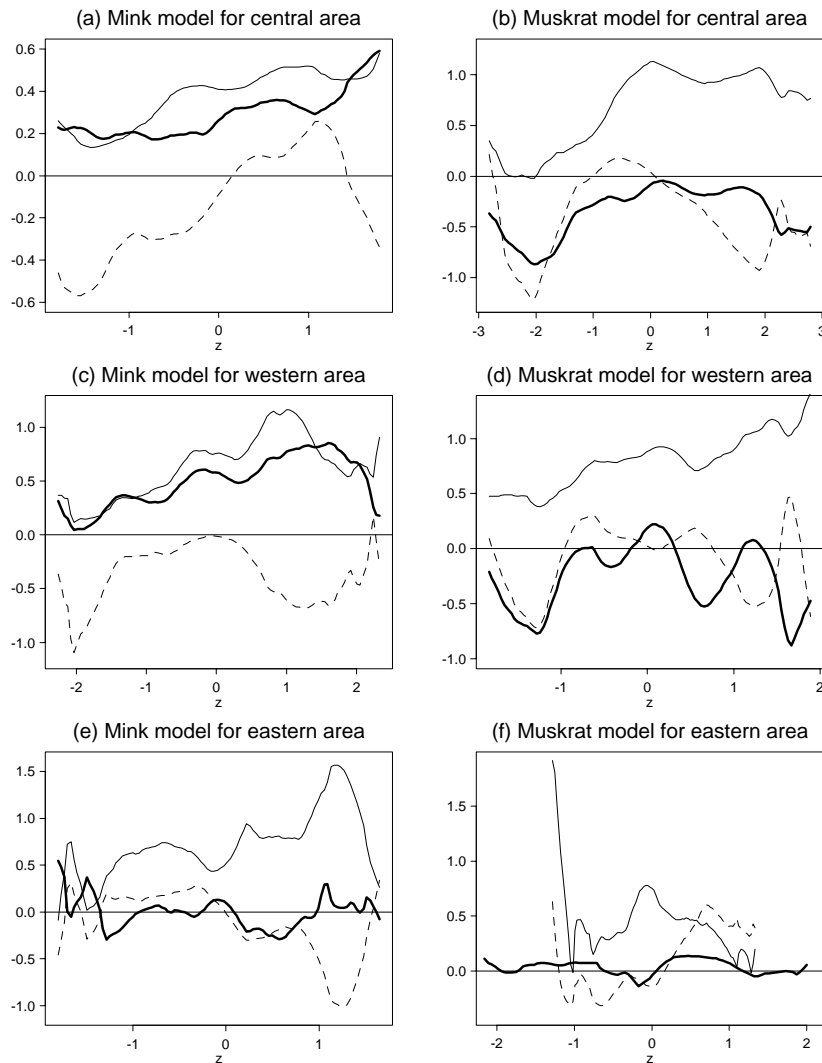 (a) Mink model for central area
0.6
0.4
0.2
0.0
-0.2
-0.4
-0.6
-1 0 1
z
(b) Muskrat model for central area
1.0
0.5
0.0
-0.5
-1.0
-3 -2 -1 0 1 2 3
z
(c) Mink model for western area
1.0
0.5
0.0
-0.5
-1.0
-2 -1 0 1 2
z
(d) Muskrat model for western area
1.0
0.5
0.0
-0.5
-1.0
-1 0 1 2
z
(e) Mink model for eastern area
1.5
1.0
0.5
0.0
-0.5
-1.0
-1 0 1
z
(f) Muskrat model for eastern area
1.5
1.0
0.5
0.0
-2 -1 0 1 2
z